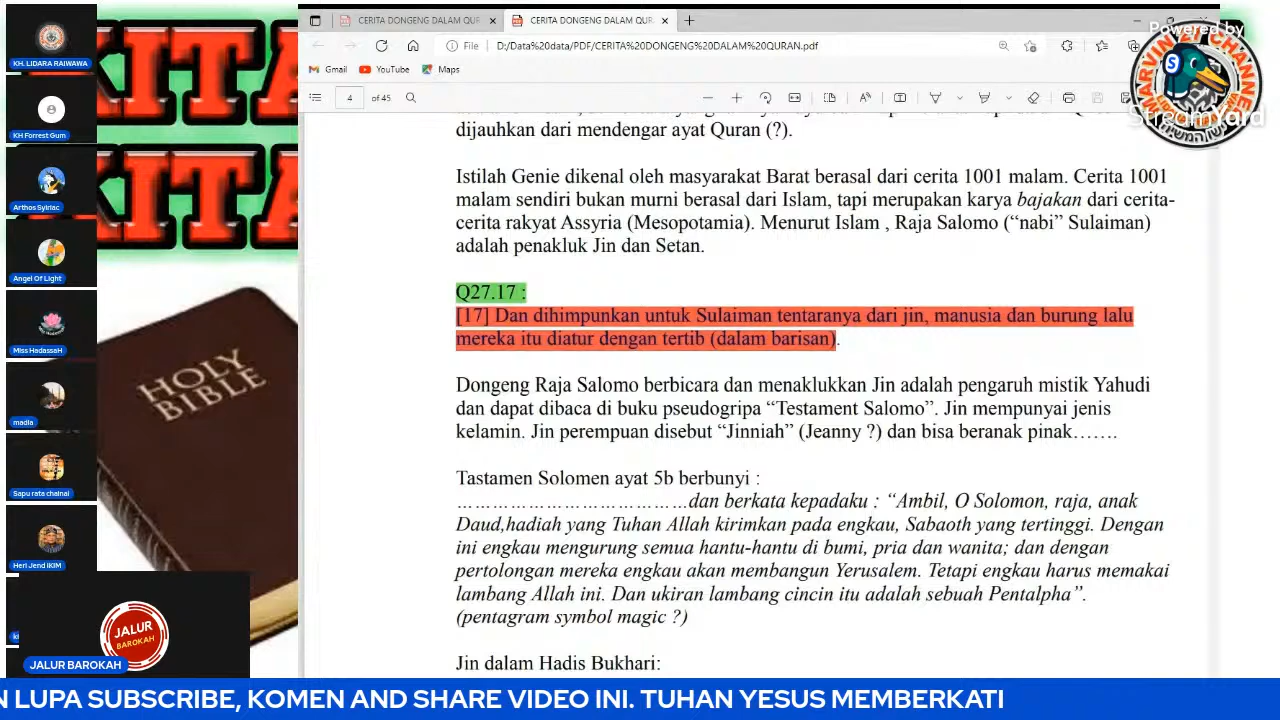 KH. LIDARA RAIWAWA
KH Forrest Gum
Arthos Syiriac
Angel Of Light
Miss HadassaH
madia
Sapu rata chainai
Heri Jend IKIM
JALUR
BAROKAH
JALUR BAROKAH
KITA
KITA
HOLY
BIBLE
CERITA DONGENG DALAM QUR
CERITA DONGENG DALAM QURA
File
D:/Data%20data/PDF/CERITA%20DONGENG%20DALAM%20QURAN.pdf
Gmail
YouTube
Maps
4
of 45
Powered by
StreamYard
MARVIN AT CHANNEL
dijauhkan dari mendengar ayat Quran (?).
Istilah Genie dikenal oleh masyarakat Barat berasal dari cerita 1001 malam. Cerita 1001
malam sendiri bukan murni berasal dari Islam, tapi merupakan karya bajakan dari cerita-
cerita rakyat Assyria (Mesopotamia). Menurut Islam , Raja Salomo (“nabi” Sulaiman)
adalah penakluk Jin dan Setan.
Q27.17 :
[17] Dan dihimpunkan untuk Sulaiman tentaranya dari jin, manusia dan burung lalu
mereka itu diatur dengan tertib (dalam barisan).
Dongeng Raja Salomo berbicara dan menaklukkan Jin adalah pengaruh mistik Yahudi
dan dapat dibaca di buku pseudogripa “Testament Salomo”. Jin mempunyai jenis
kelamin. Jin perempuan disebut “Jinniah” (Jeanny ?) dan bisa beranak pinak…….
Tastamen Solomen ayat 5b berbunyi :
…………………………………dan berkata kepadaku : “Ambil, O Solomon, raja, anak
Daud,hadiah yang Tuhan Allah kirinkan pada engkau, Sabaoth yang tertinggi. Dengan
ini engkau mengurung semua hantu-hantu di bumi, pria dan wanita; dan dengan
pertolongan mereka engkau akan membangun Yerusalem. Tetapi engkau harus memakai
lambang Allah ini. Dan ukiran lambang cincin itu adalah sebuah Pentalpha”.
(pentagram symbol magic ?)
Jin dalam Hadis Bukhari:
N LUPA SUBSCRIBE, KOMEN AND SHARE VIDEO INI. TUHAN YESUS MEMBERKATI